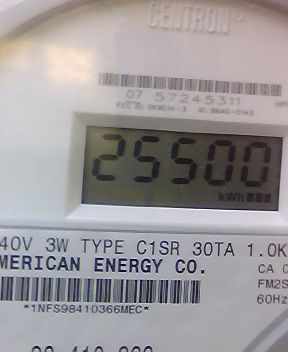 CENTRON®
07 57245311
25500
kWh
40V 3W TYPE C1SR 30TA 1.0K
MERICAN ENERGY CO.
CA 0
FM2S
60Hz
*1NFS98410366MEC*